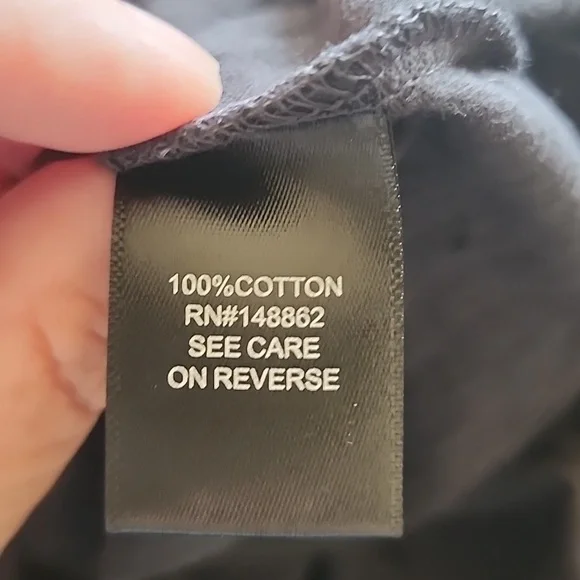 100%COTTON
RN#148862
SEE CARE
ON REVERSE